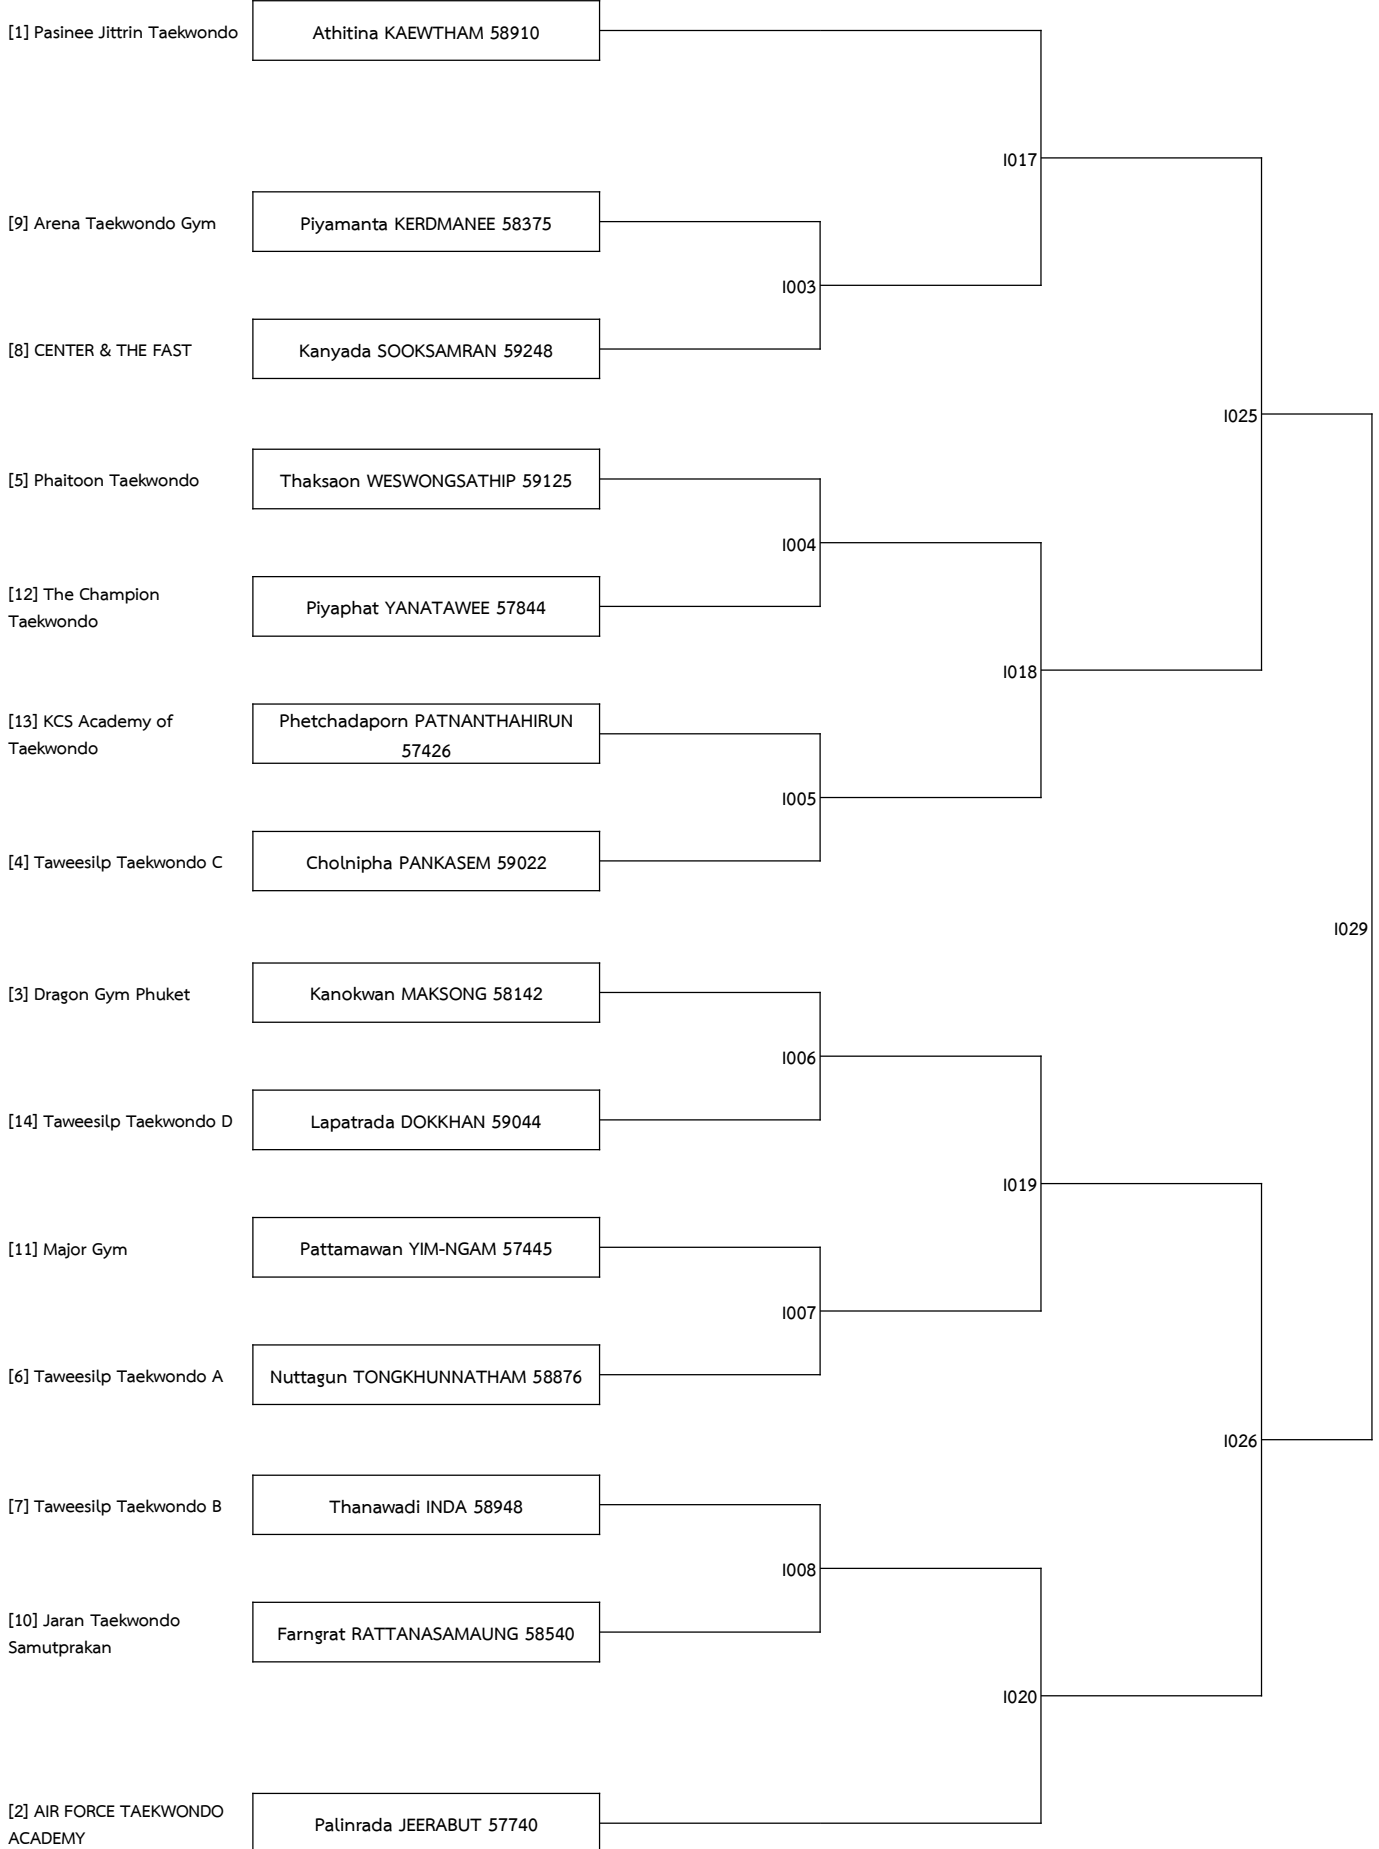 [1] Pasinee Jittrin Taekwondo
Athitina KAEWTHAM 58910
I017
[9] Arena Taekwondo Gym
Piyamanta KERDMANEE 58375
I003
[8] CENTER & THE FAST
Kanyada SOOKSAMRAN 59248
I025
[5] Phaitoon Taekwondo
Thaksaon WESWONGSATHIP 59125
I004
[12] The Champion
Taekwondo
Piyaphat YANATAWEE 57844
I018
[13] KCS Academy of
Taekwondo
Phetchadaporn PATNANTHAHIRUN
57426
I005
[4] Taweesilp Taekwondo C
Cholnipha PANKASEM 59022
I029
[3] Dragon Gym Phuket
Kanokwan MAKSONG 58142
I006
[14] Taweesilp Taekwondo D
Lapatrada DOKKHAN 59044
I019
[11] Major Gym
Pattamawan YIM-NGAM 57445
I007
[6] Taweesilp Taekwondo A
Nuttagun TONGKHUNNATHAM 58876
I026
[7] Taweesilp Taekwondo B
Thanawadi INDA 58948
I008
[10] Jaran Taekwondo
Samutprakan
Farngrat RATTANASAMAUNG 58540
I020
[2] AIR FORCE TAEKWONDO
ACADEMY
Palinrada JEERABUT 57740